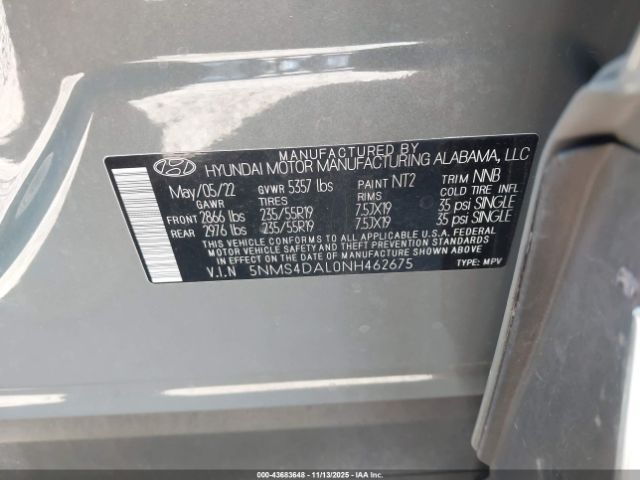 MANUFACTURED BY
HYUNDAI MOTOR MANUFACTURING ALABAMA, LLC
May/05/22 GVWR 5357 lbs PAINT NT2 TRIM NNB
GAWR TIRES RIMS COLD TIRE INFL.
FRONT 2866 lbs 235/55R19 7.5JX19 35 psi SINGLE
REAR 2976 lbs 235/55R19 7.5JX19 35 psi SINGLE
THIS VEHICLE CONFORMS TO ALL APPLICABLE U.S.A. FEDERAL
MOTOR VEHICLE SAFETY AND THEFT PREVENTION STANDARDS
IN EFFECT ON THE DATE OF MANUFACTURE SHOWN ABOVE.
V.I.N 5NMS4DAL0NH462675 TYPE: MPV
000-43683648 - 11/13/2025 - IAAI.COM